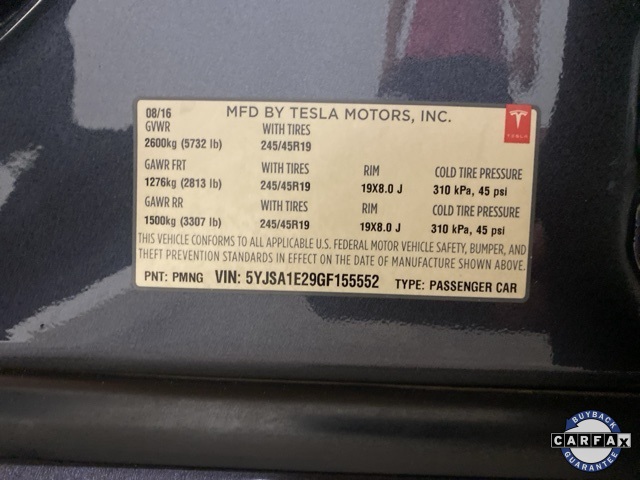 08/16 MFD BY TESLA MOTORS, INC.
TESLA
GVWR WITH TIRES
2600kg (5732 lb) 245/45R19
GAWR FRT WITH TIRES RIM COLD TIRE PRESSURE
1276kg (2813 lb) 245/45R19 19X8.0 J 310 kPa, 45 psi
GAWR RR WITH TIRES RIM COLD TIRE PRESSURE
1500kg (3307 lb) 245/45R19 19X8.0 J 310 kPa, 45 psi
THIS VEHICLE CONFORMS TO ALL APPLICABLE U.S. FEDERAL MOTOR VEHICLE SAFETY, BUMPER, AND
THEFT PREVENTION STANDARDS IN EFFECT ON THE DATE OF MANUFACTURE SHOWN ABOVE.
PNT: PMNG VIN: 5YJSA1E29GF155552 TYPE: PASSENGER CAR
BUYBACK
CARFAX
GUARANTEE